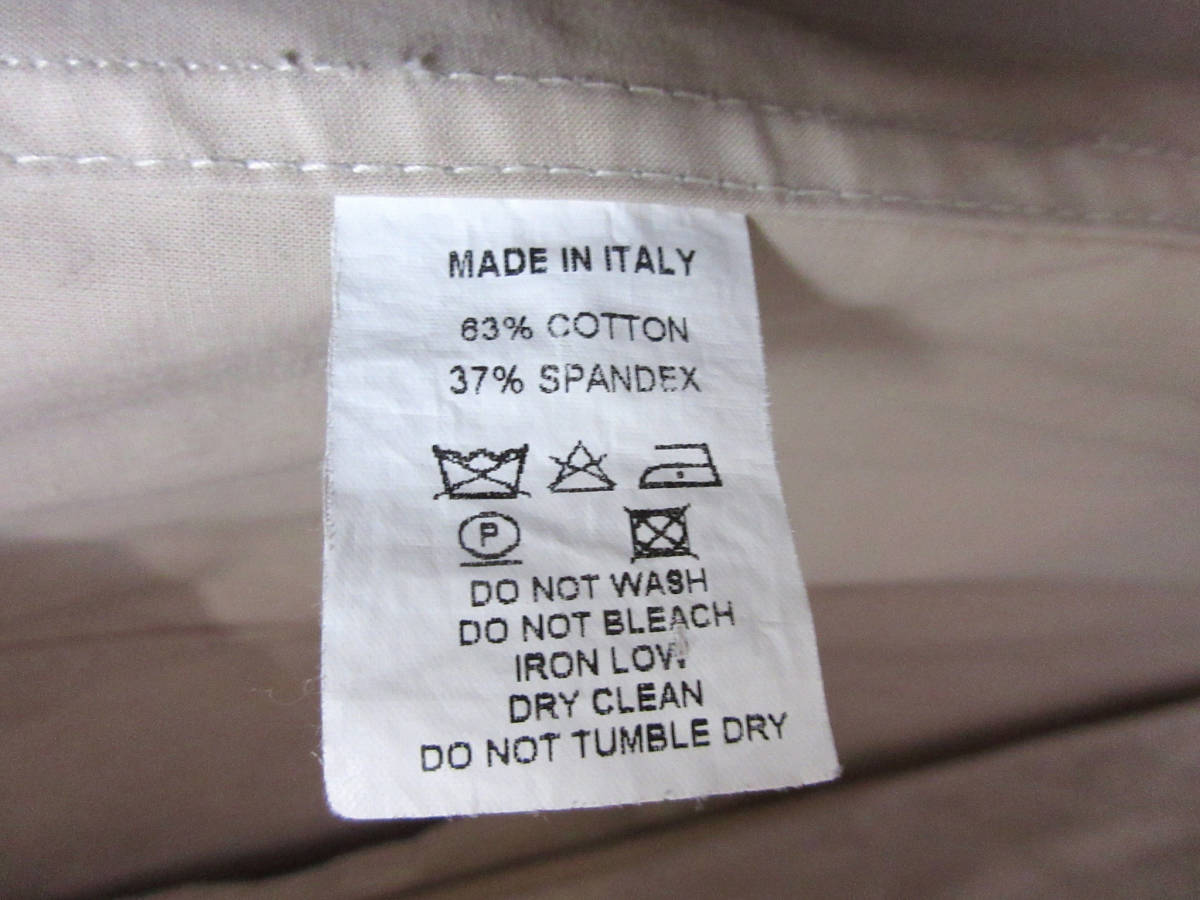 MADE IN ITALY
63% COTTON
37% SPANDEX
P
DO NOT WASH
DO NOT BLEACH
IRON LOW
DRY CLEAN
DO NOT TUMBLE DRY